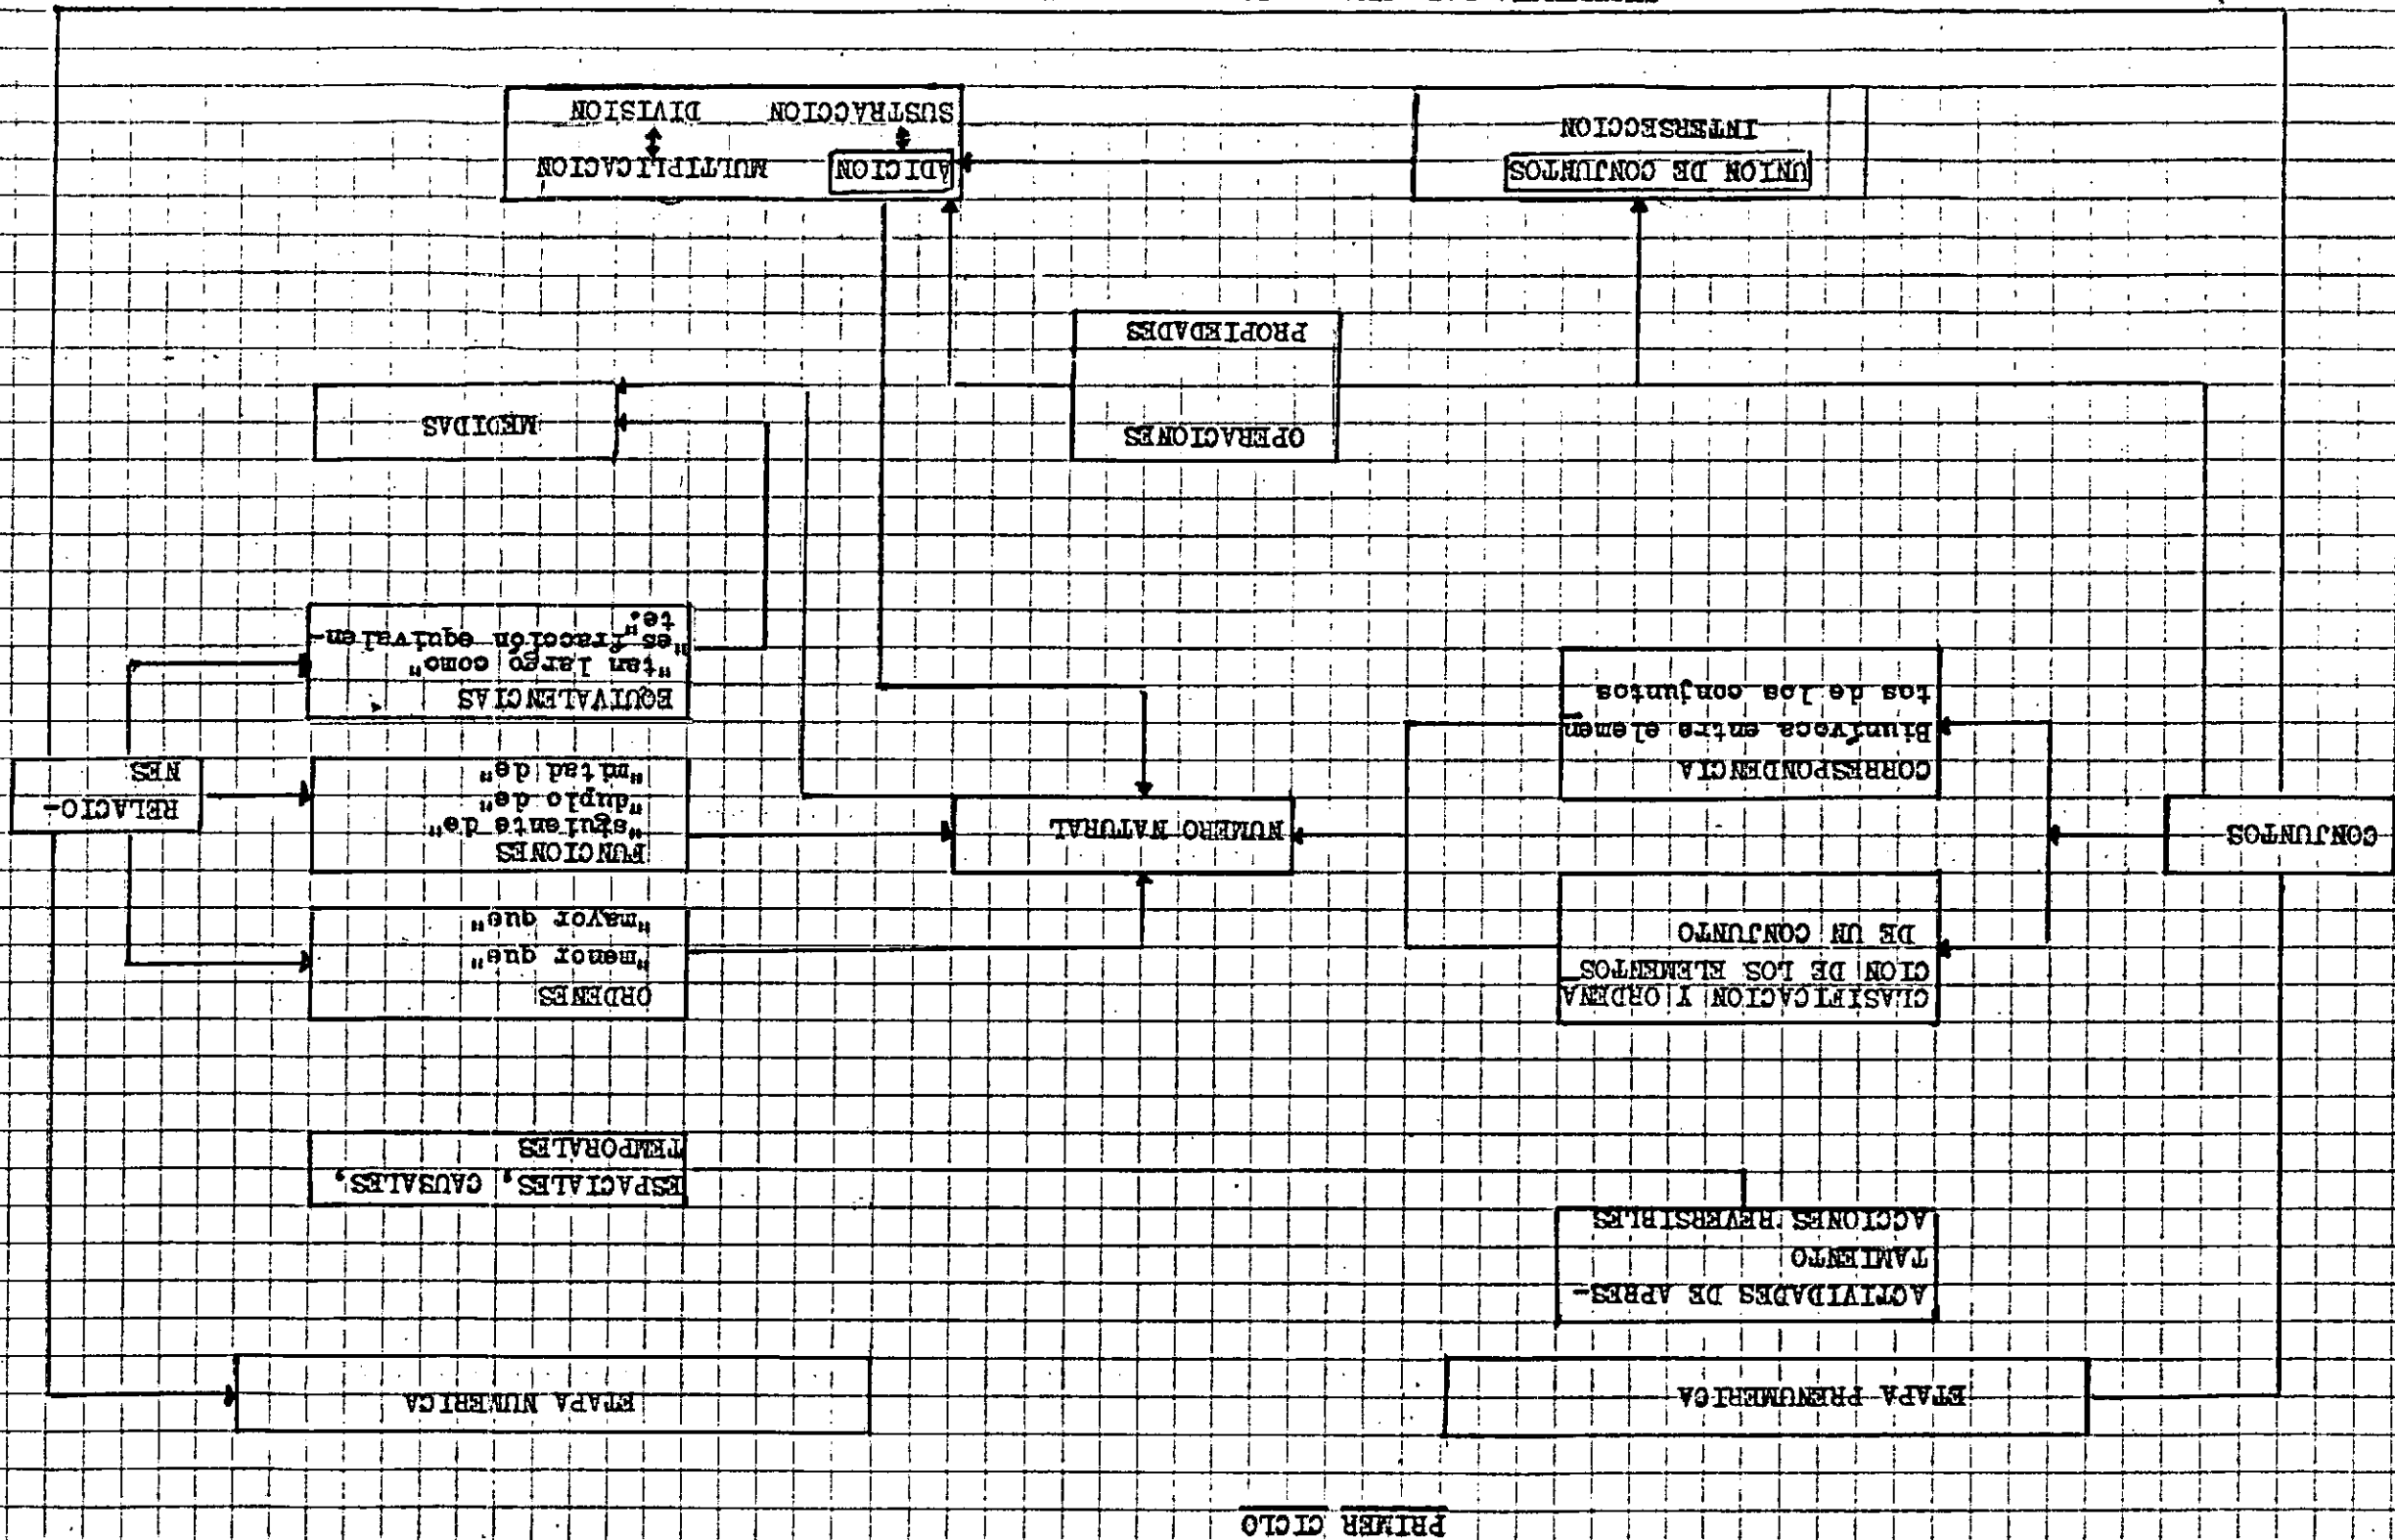 PRIMER CICLO
ETAPA PRENUMERICA
ETAPA NUMERICA
ACTIVIDADES DE APRES-
TAMIENTO
ACCIONES REVERSIBLES
ESPACIALES, CAUSALES,
TEMPORALES
CLASIFICACION Y ORDENA
CION DE LOS ELEMENTOS
DE UN CONJUNTO
ORDENES
"menor que"
"mayor que"
CONJUNTOS
NUMERO NATURAL
FUNCIONES
"siguiente de"
"duplo de"
"mitad de"
RELACIO-
NES
CORRESPONDENCIA
Biunívoca entre elemen
tos de los conjuntos
EQUIVALENCIAS
"tan largo como"
"es fracción equivalen-
te."
OPERACIONES
PROPIEDADES
MEDIDAS
UNION DE CONJUNTOS
INTERSECCION
ADICION MULTIPLICACION
SUSTRACCION DIVISION